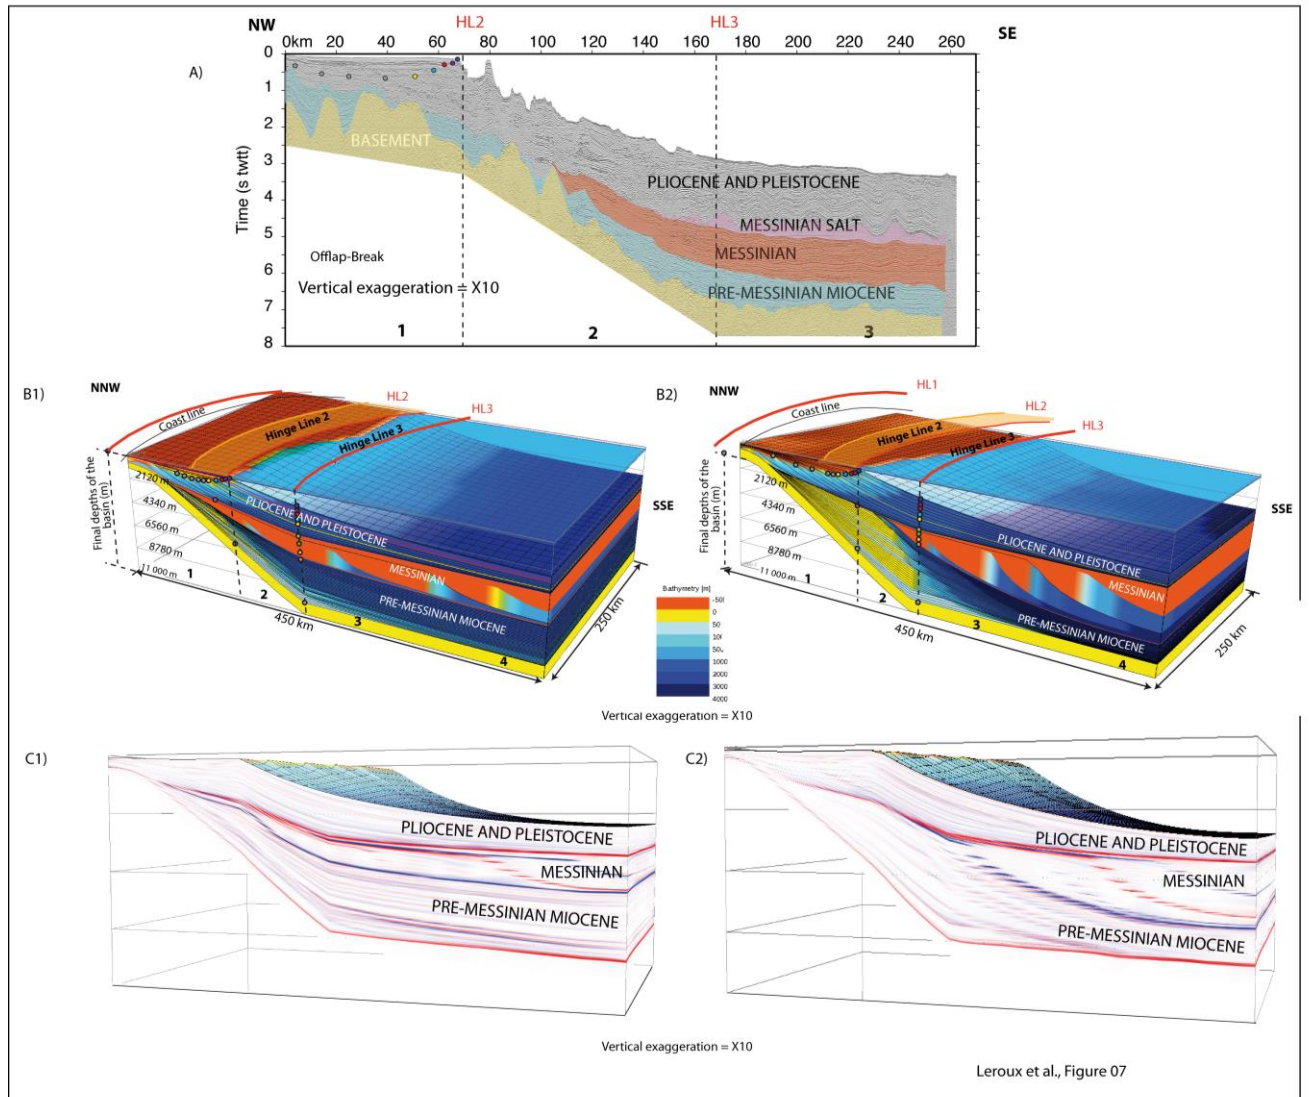 HL2
HL3
NW
SE
0km 20 40 60 80 100 120 140 160 180 200 220 240 260
A)
0
1
2
3
4
5
6
7
8
Time (s twtt)
BASEMENT
PLIOCENE AND PLEISTOCENE
MESSINIAN SALT
MESSINIAN
PRE-MESSINIAN MIOCENE
Offlap-Break
Vertical exaggeration = X10
1
2
3
B1)
NNW
Coast line
HL2
HL3
Hinge Line 2
Hinge Line 3
SSE
Final depths of the
basin (m)
2120 m
4340 m
6560 m
8780 m
11 000 m
PLIOCENE AND PLEISTOCENE
MESSINIAN
PRE-MESSINIAN MIOCENE
1
2
3
4
450 km
250 km
B2)
NNW
HL1
Coast line
HL2
HL3
Hinge Line 2
Hinge Line 3
SSE
Final depths of the
basin (m)
2120 m
4340 m
6560 m
8780 m
11 000 m
PLIOCENE AND PLEISTOCENE
MESSINIAN
PRE-MESSINIAN MIOCENE
1
2
3
4
450 km
250 km
Bathymetry [m]
0
50
1000
2000
3000
4000
Vertical exaggeration = X10
C1)
PLIOCENE AND PLEISTOCENE
MESSINIAN
PRE-MESSINIAN MIOCENE
C2)
PLIOCENE AND PLEISTOCENE
MESSINIAN
PRE-MESSINIAN MIOCENE
Vertical exaggeration = X10
Leroux et al., Figure 07